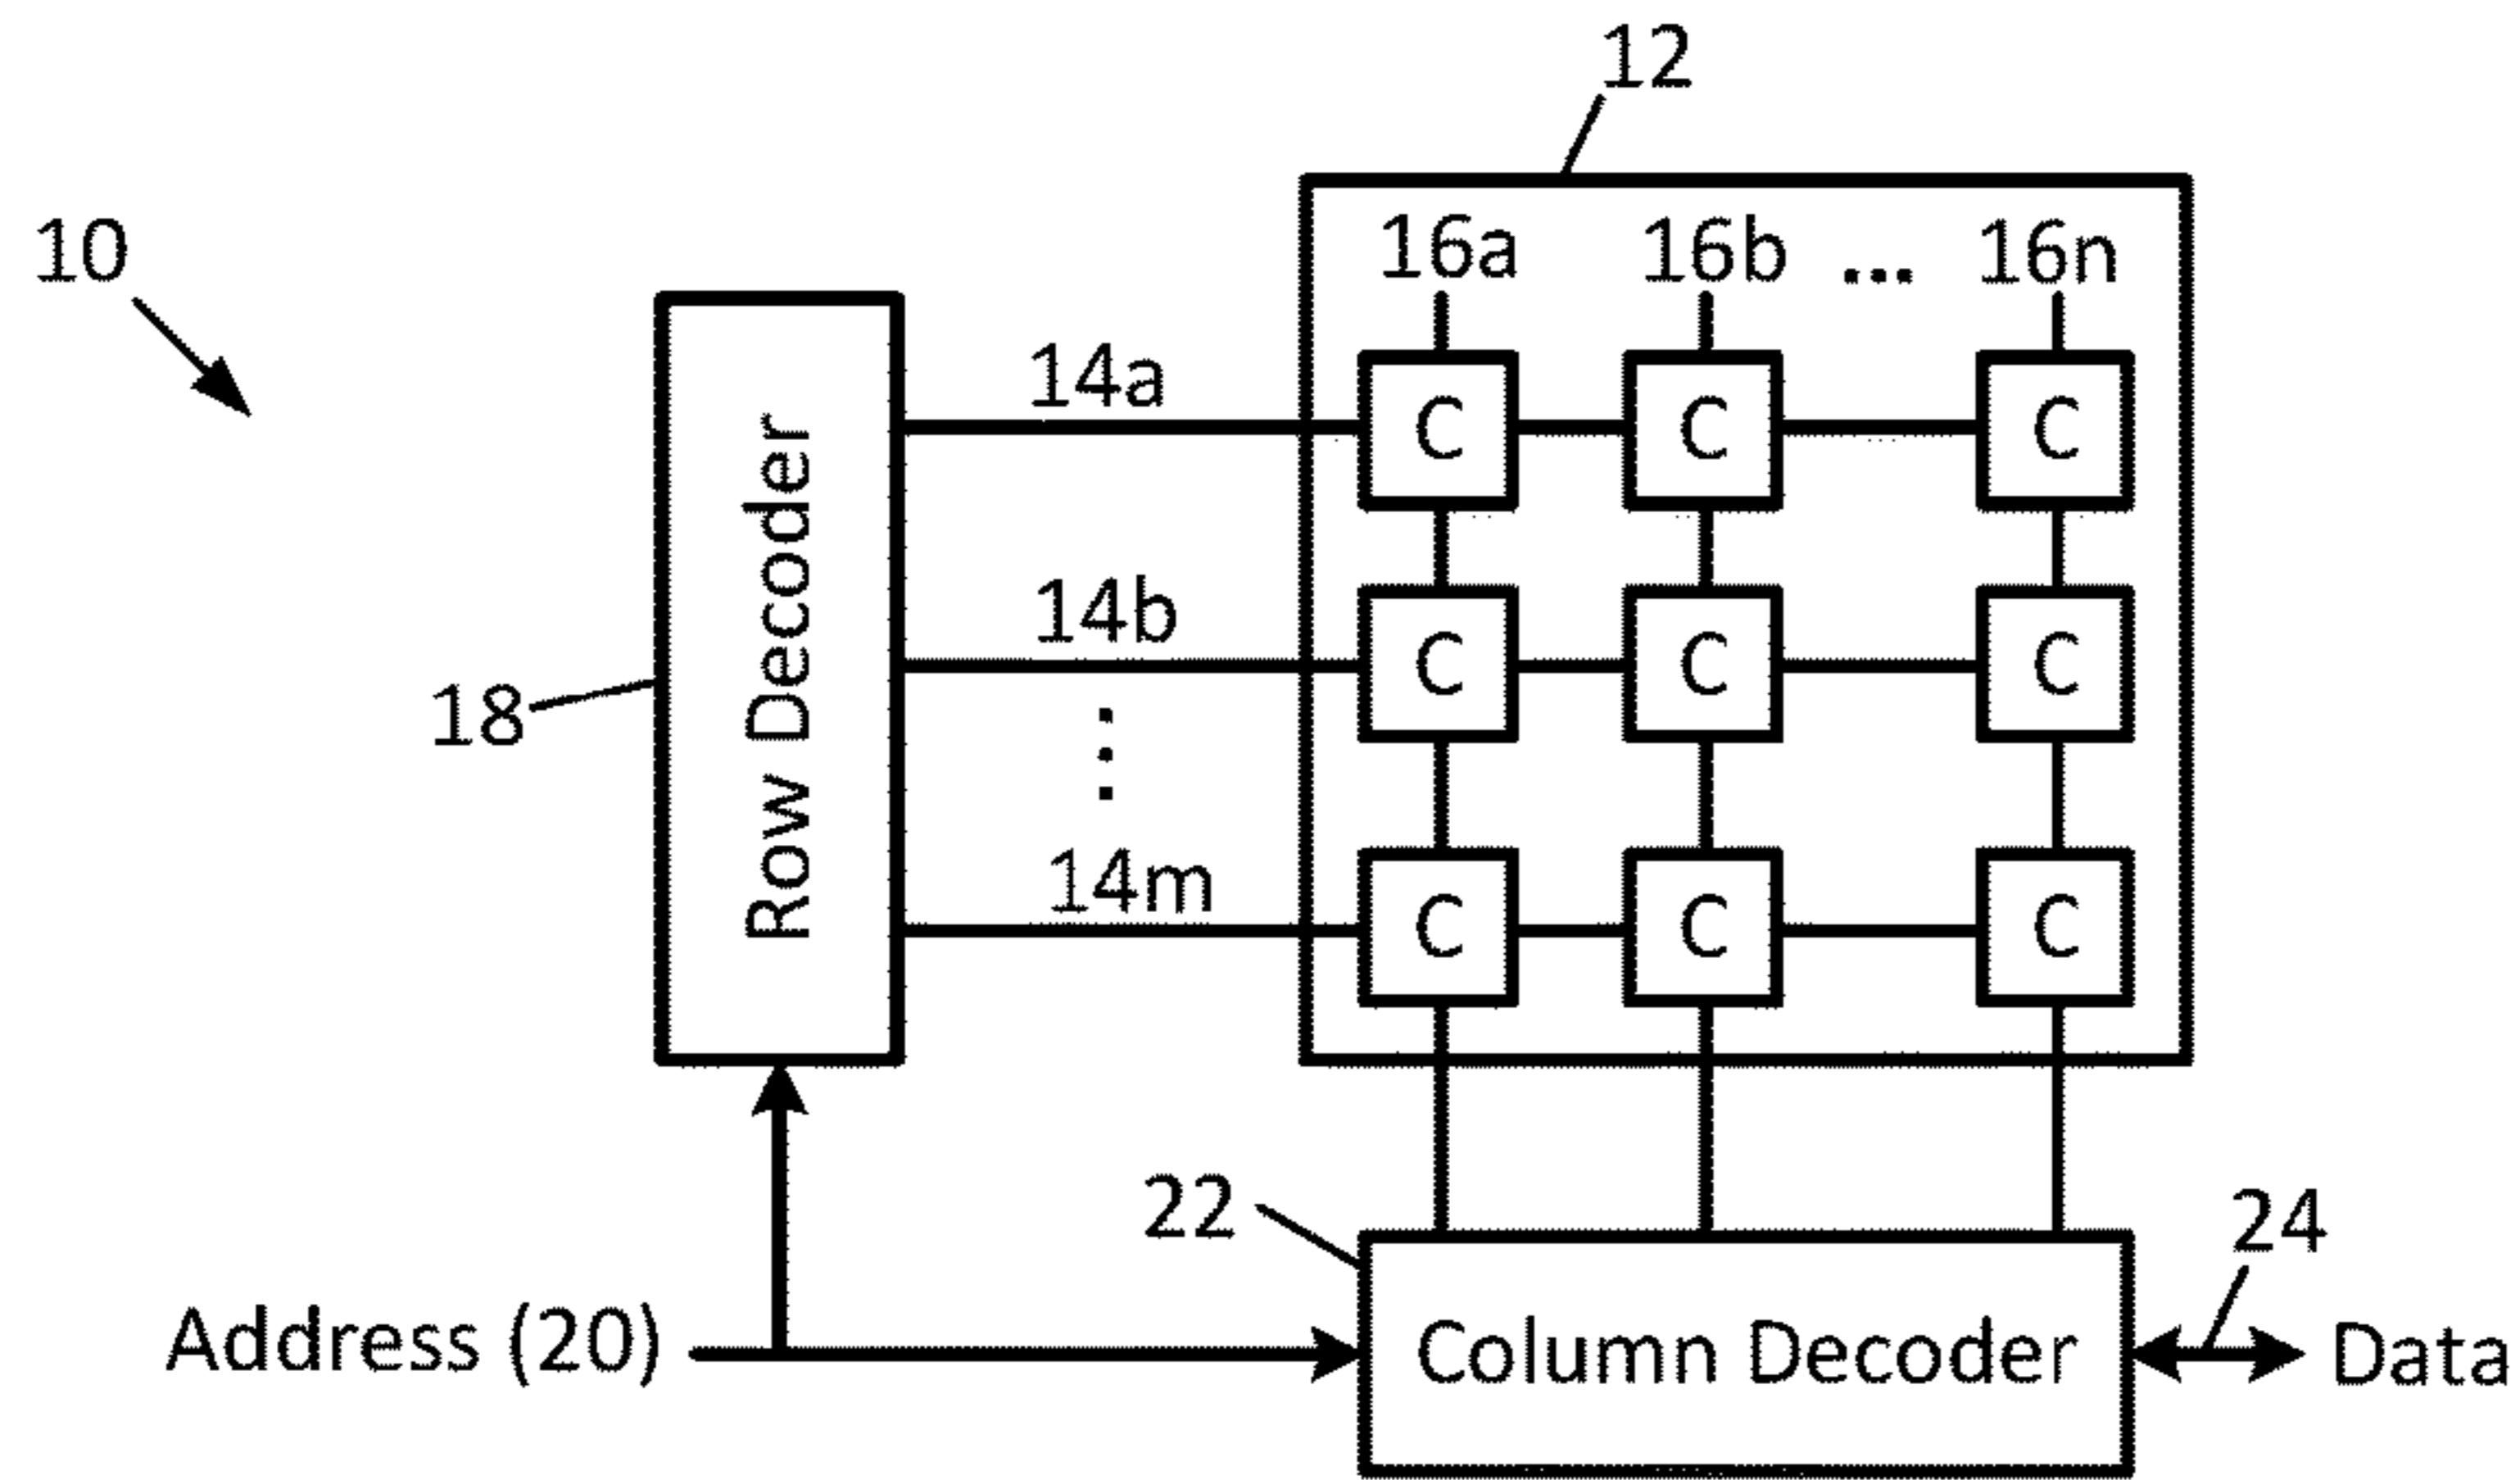 12
10
16a 16b ... 16n
14a
C C C
Row Decoder
14b
18
C C C
14m
C C C
22
24
Address (20)
Column Decoder
Data